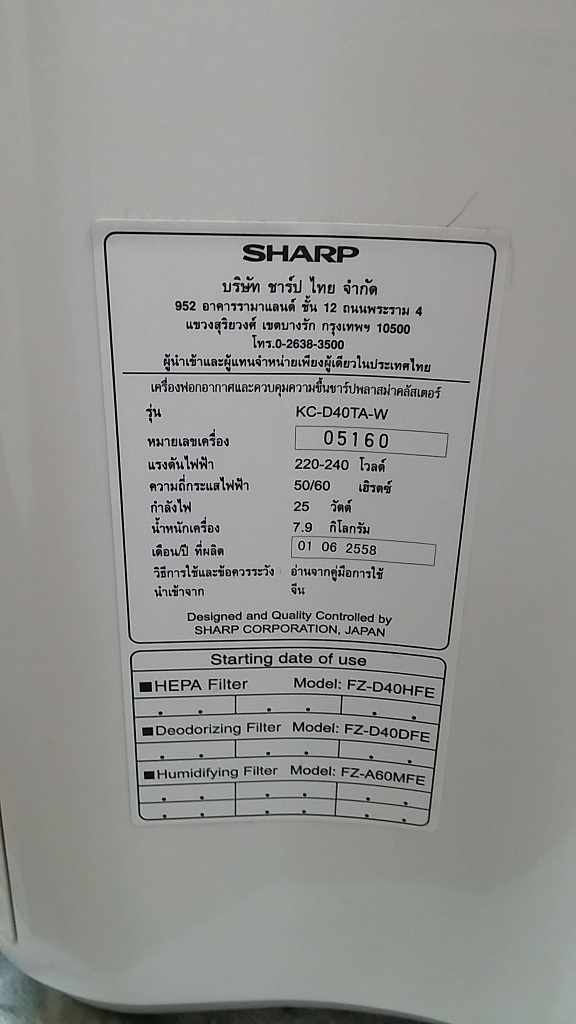 SHARP
บริษัท ชาร์ป ไทย จำกัด
952 อาคารรามาแลนด์ ชั้น 12 ถนนพระราม 4
แขวงสุริยวงศ์ เขตบางรัก กรุงเทพฯ 10500
โทร.0-2638-3500
ผู้นำเข้าและผู้แทนจำหน่ายเพียงผู้เดียวในประเทศไทย
เครื่องฟอกอากาศและควบคุมความชื้นชาร์ปพลาสม่าคลัสเตอร์
รุ่น KC-D40TA-W
หมายเลขเครื่อง 05160
แรงดันไฟฟ้า 220-240 โวลต์
ความถี่กระแสไฟฟ้า 50/60 เฮิรตซ์
กำลังไฟ 25 วัตต์
น้ำหนักเครื่อง 7.9 กิโลกรัม
เดือน/ปี ที่ผลิต 01 06 2558
วิธีการใช้และข้อควรระวัง อ่านจากคู่มือการใช้
นำเข้าจาก จีน
Designed and Quality Controlled by
SHARP CORPORATION, JAPAN
Starting date of use
■HEPA Filter Model: FZ-D40HFE
■Deodorizing Filter Model: FZ-D40DFE
■Humidifying Filter Model: FZ-A60MFE